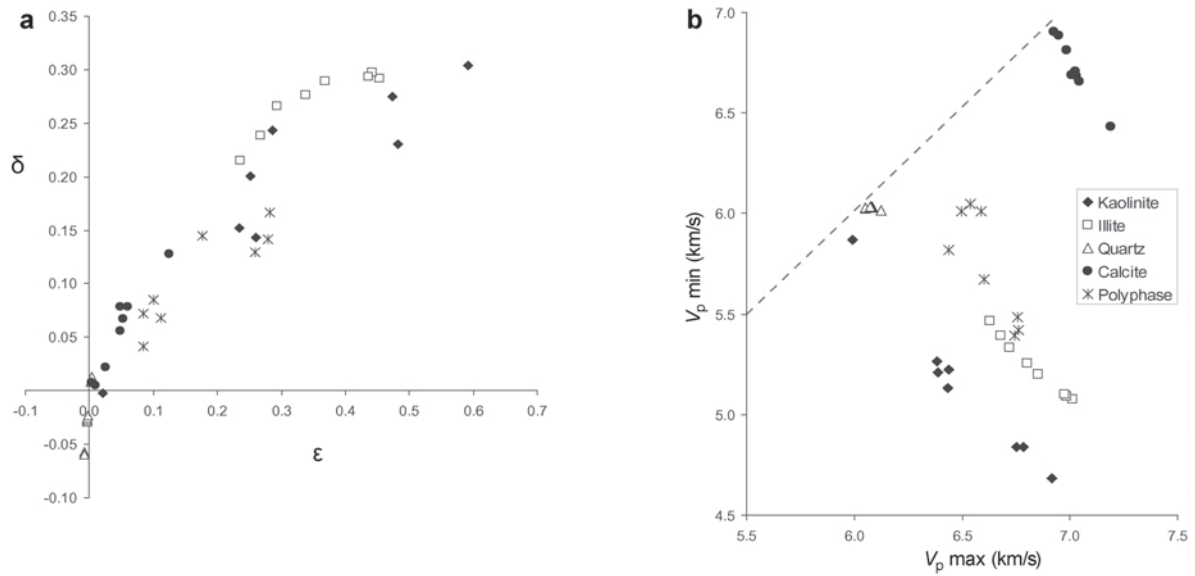 a
0.35
0.30
0.25
δ
0.20
0.15
0.10
0.05
-0.1 0.0 0.1 0.2 0.3 0.4 0.5 0.6 0.7
-0.05
ε
-0.10
b
7.0
6.5
Vp min (km/s)
6.0
5.5
5.0
4.5
Kaolinite
Illite
Quartz
Calcite
Polyphase
5.5 6.0 6.5 7.0 7.5
Vp max (km/s)